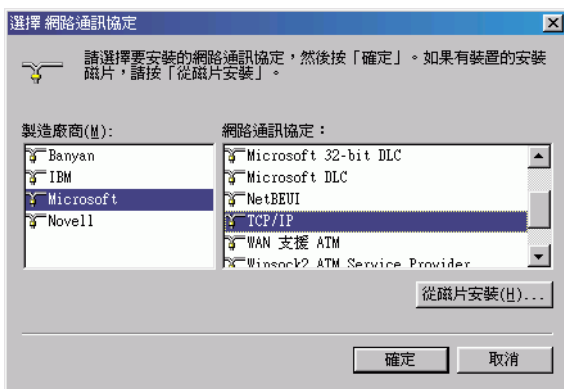 選擇 網路通訊協定
請選擇要安裝的網路通訊協定，然後按「確定」。如果有裝置的安裝
磁片，請按「從磁片安裝」。
製造廠商(M):
網路通訊協定：
Banyan
IBM
Microsoft
Novell
Microsoft 32-bit DLC
Microsoft DLC
NetBEUI
TCP/IP
WAN 支援 ATM
Winsock2 ATM Service Provider
從磁片安裝(H)...
確定
取消